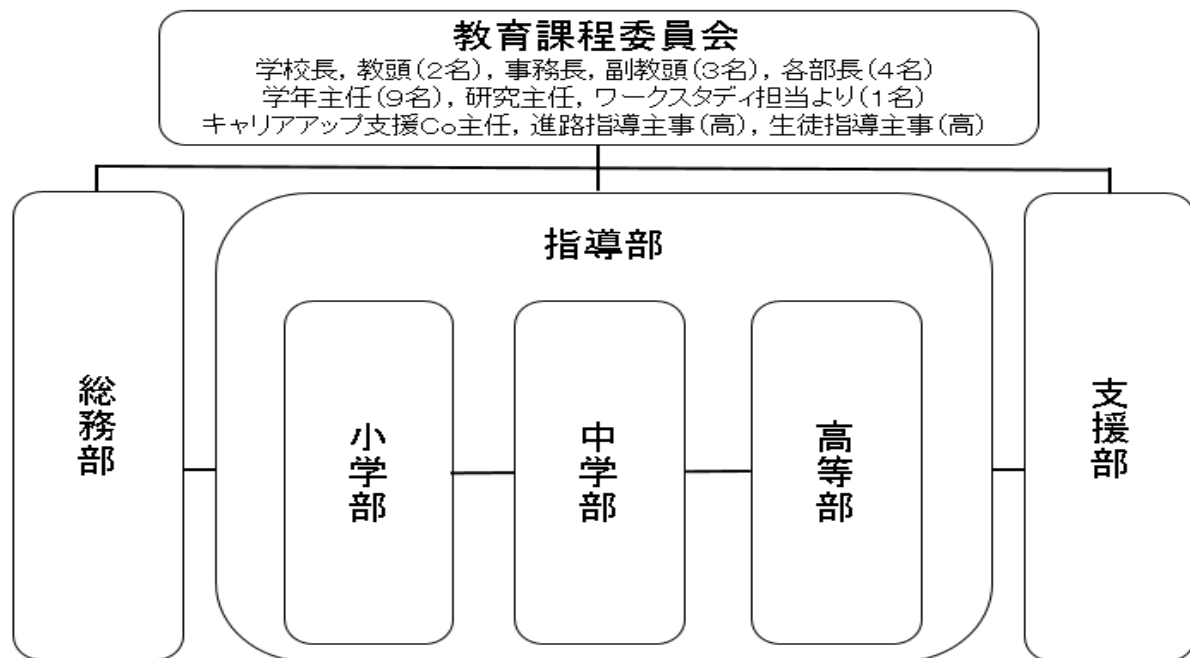 教育課程委員会
学校長，教頭（2名），事務長，副教頭（3名），各部長（4名）
学年主任（9名），研究主任，ワークスタディ担当より（1名）
キャリアアップ支援Co主任，進路指導主事（高），生徒指導主事（高）
総務部
指導部
小学部
中学部
高等部
支援部